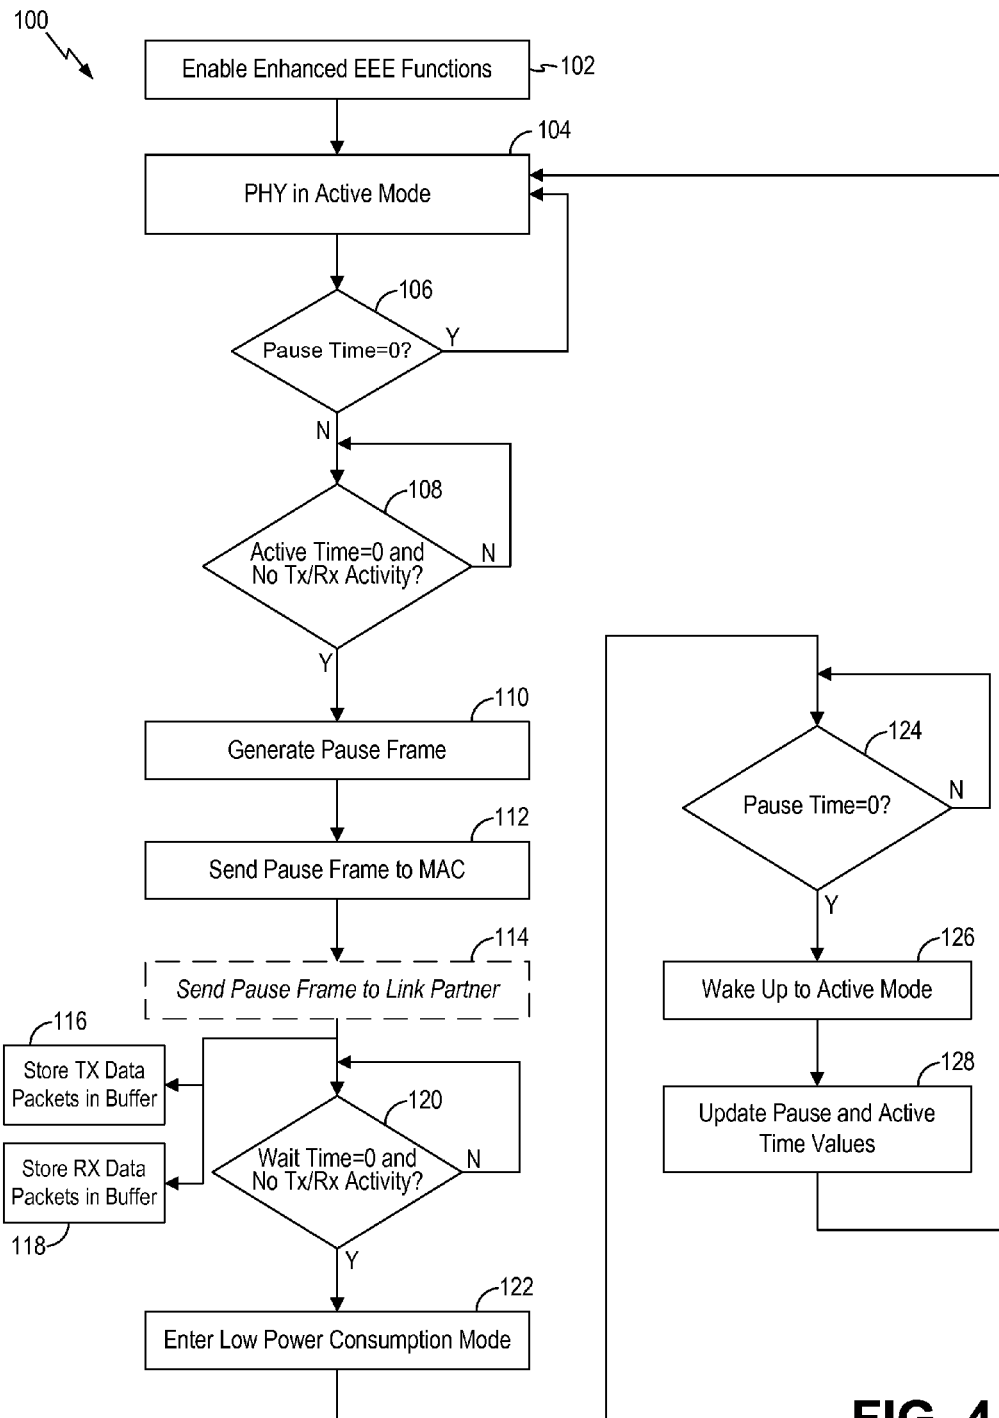 100
Enable Enhanced EEE Functions
102
104
PHY in Active Mode
106
Pause Time=0?
Y
N
108
Active Time=0 and
No Tx/Rx Activity?
N
Y
110
Generate Pause Frame
112
Send Pause Frame to MAC
114
Send Pause Frame to Link Partner
116
Store TX Data
Packets in Buffer
Store RX Data
Packets in Buffer
118
120
Wait Time=0 and
No Tx/Rx Activity?
N
Y
122
Enter Low Power Consumption Mode
124
Pause Time=0?
N
Y
126
Wake Up to Active Mode
128
Update Pause and Active
Time Values
FIG. 4